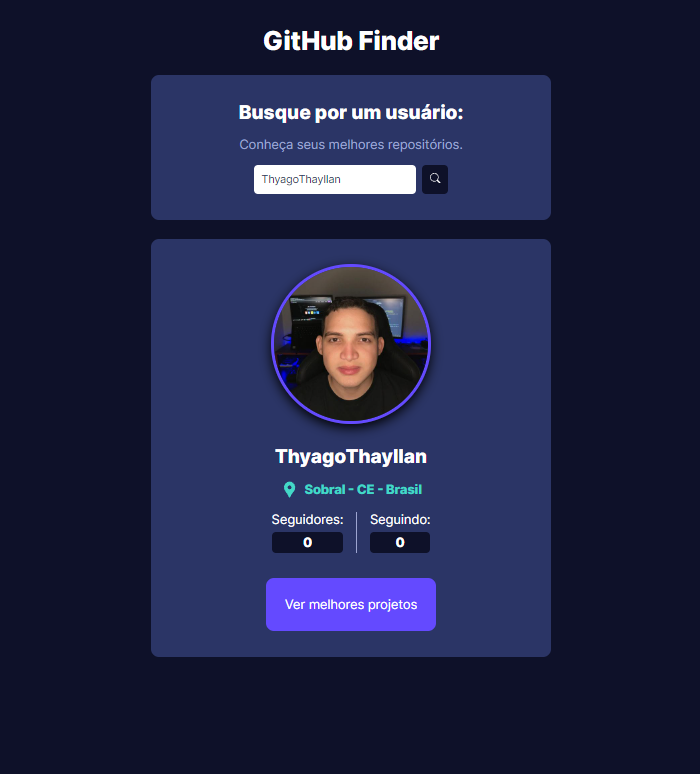 GitHub Finder
Busque por um usuário:
Conheça seus melhores repositórios.
ThyagoThayllan
ThyagoThayllan
Sobral - CE - Brasil
Seguidores: Seguindo:
0 0
Ver melhores projetos